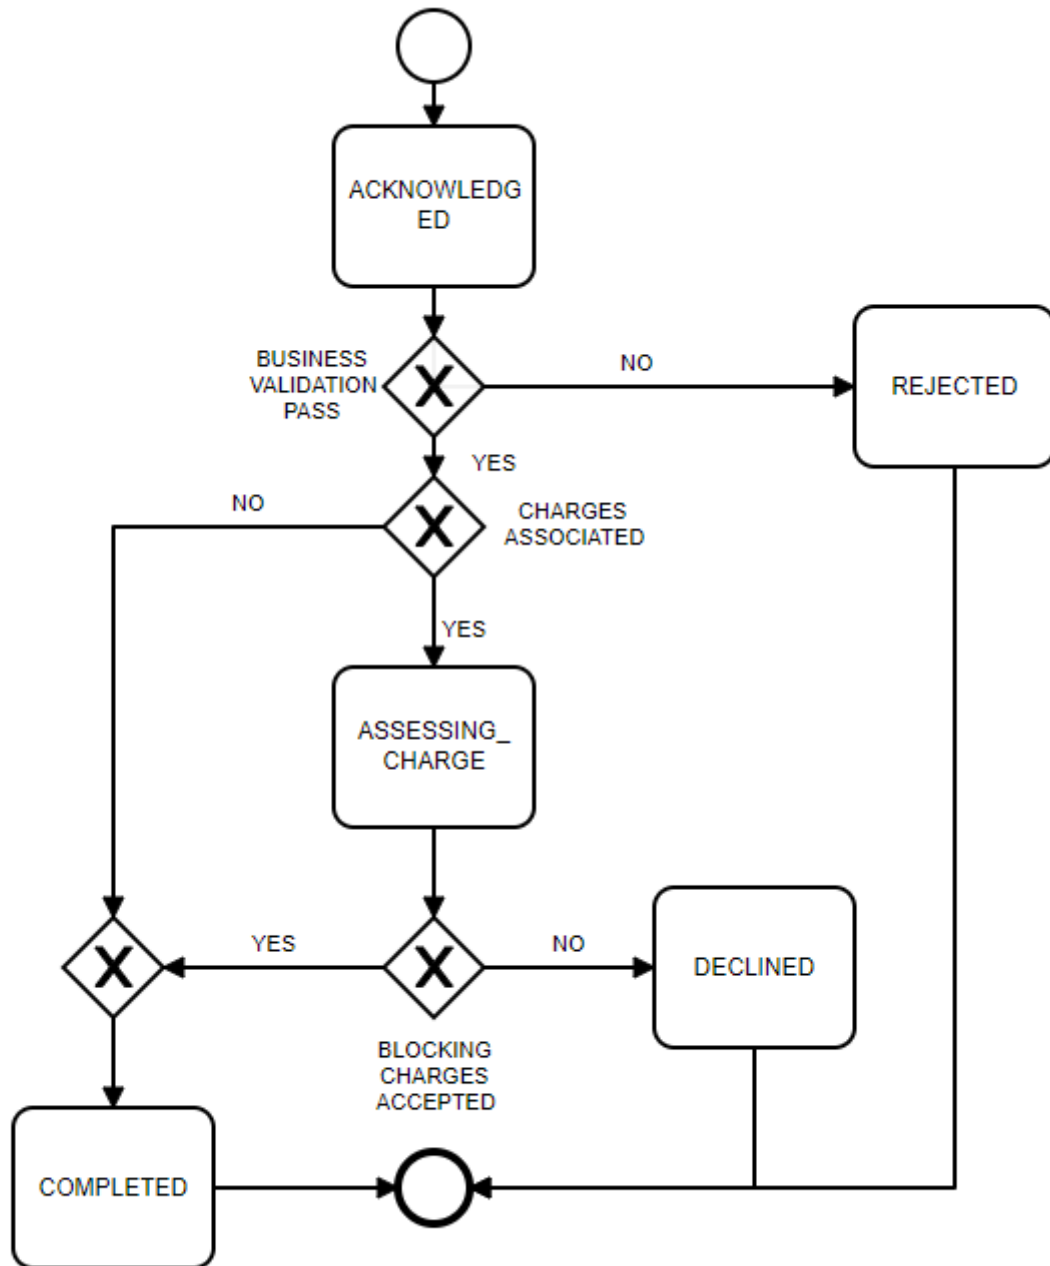 ACKNOWLEDG
ED
BUSINESS
VALIDATION
PASS
NO
REJECTED
YES
NO
CHARGES
ASSOCIATED
YES
ASSESSING_
CHARGE
YES
NO
DECLINED
BLOCKING
CHARGES
ACCEPTED
COMPLETED